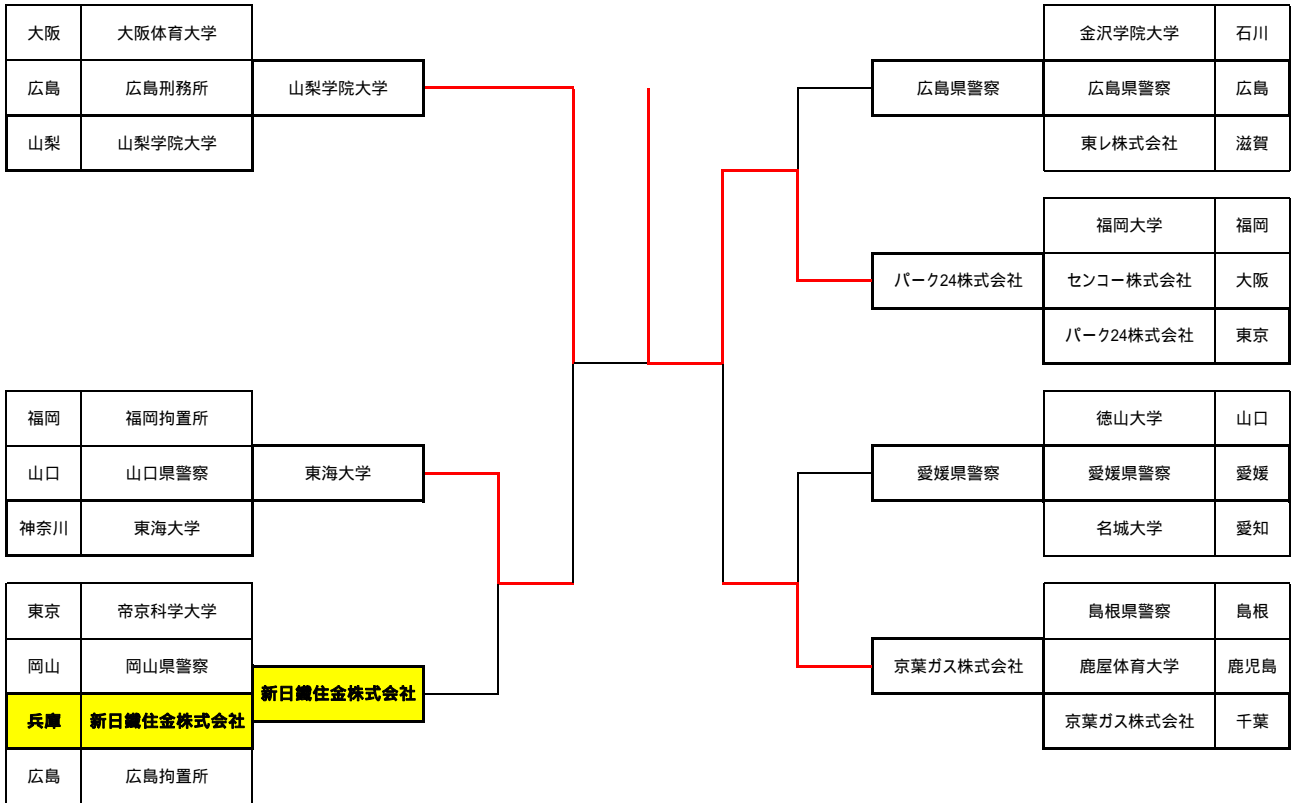 大阪 大阪体育大学
広島 広島刑務所 山梨学院大学
山梨 山梨学院大学
福岡 福岡拘置所
山口 山口県警察 東海大学
神奈川 東海大学
東京 帝京科学大学
岡山 岡山県警察
新日鐵住金株式会社
兵庫 新日鐵住金株式会社
広島 広島拘置所
金沢学院大学 石川
広島県警察 広島県警察 広島
東レ株式会社 滋賀
福岡大学 福岡
パーク24株式会社 センコー株式会社 大阪
パーク24株式会社 東京
徳山大学 山口
愛媛県警察 愛媛県警察 愛媛
名城大学 愛知
島根県警察 島根
京葉ガス株式会社 鹿屋体育大学 鹿児島
京葉ガス株式会社 千葉